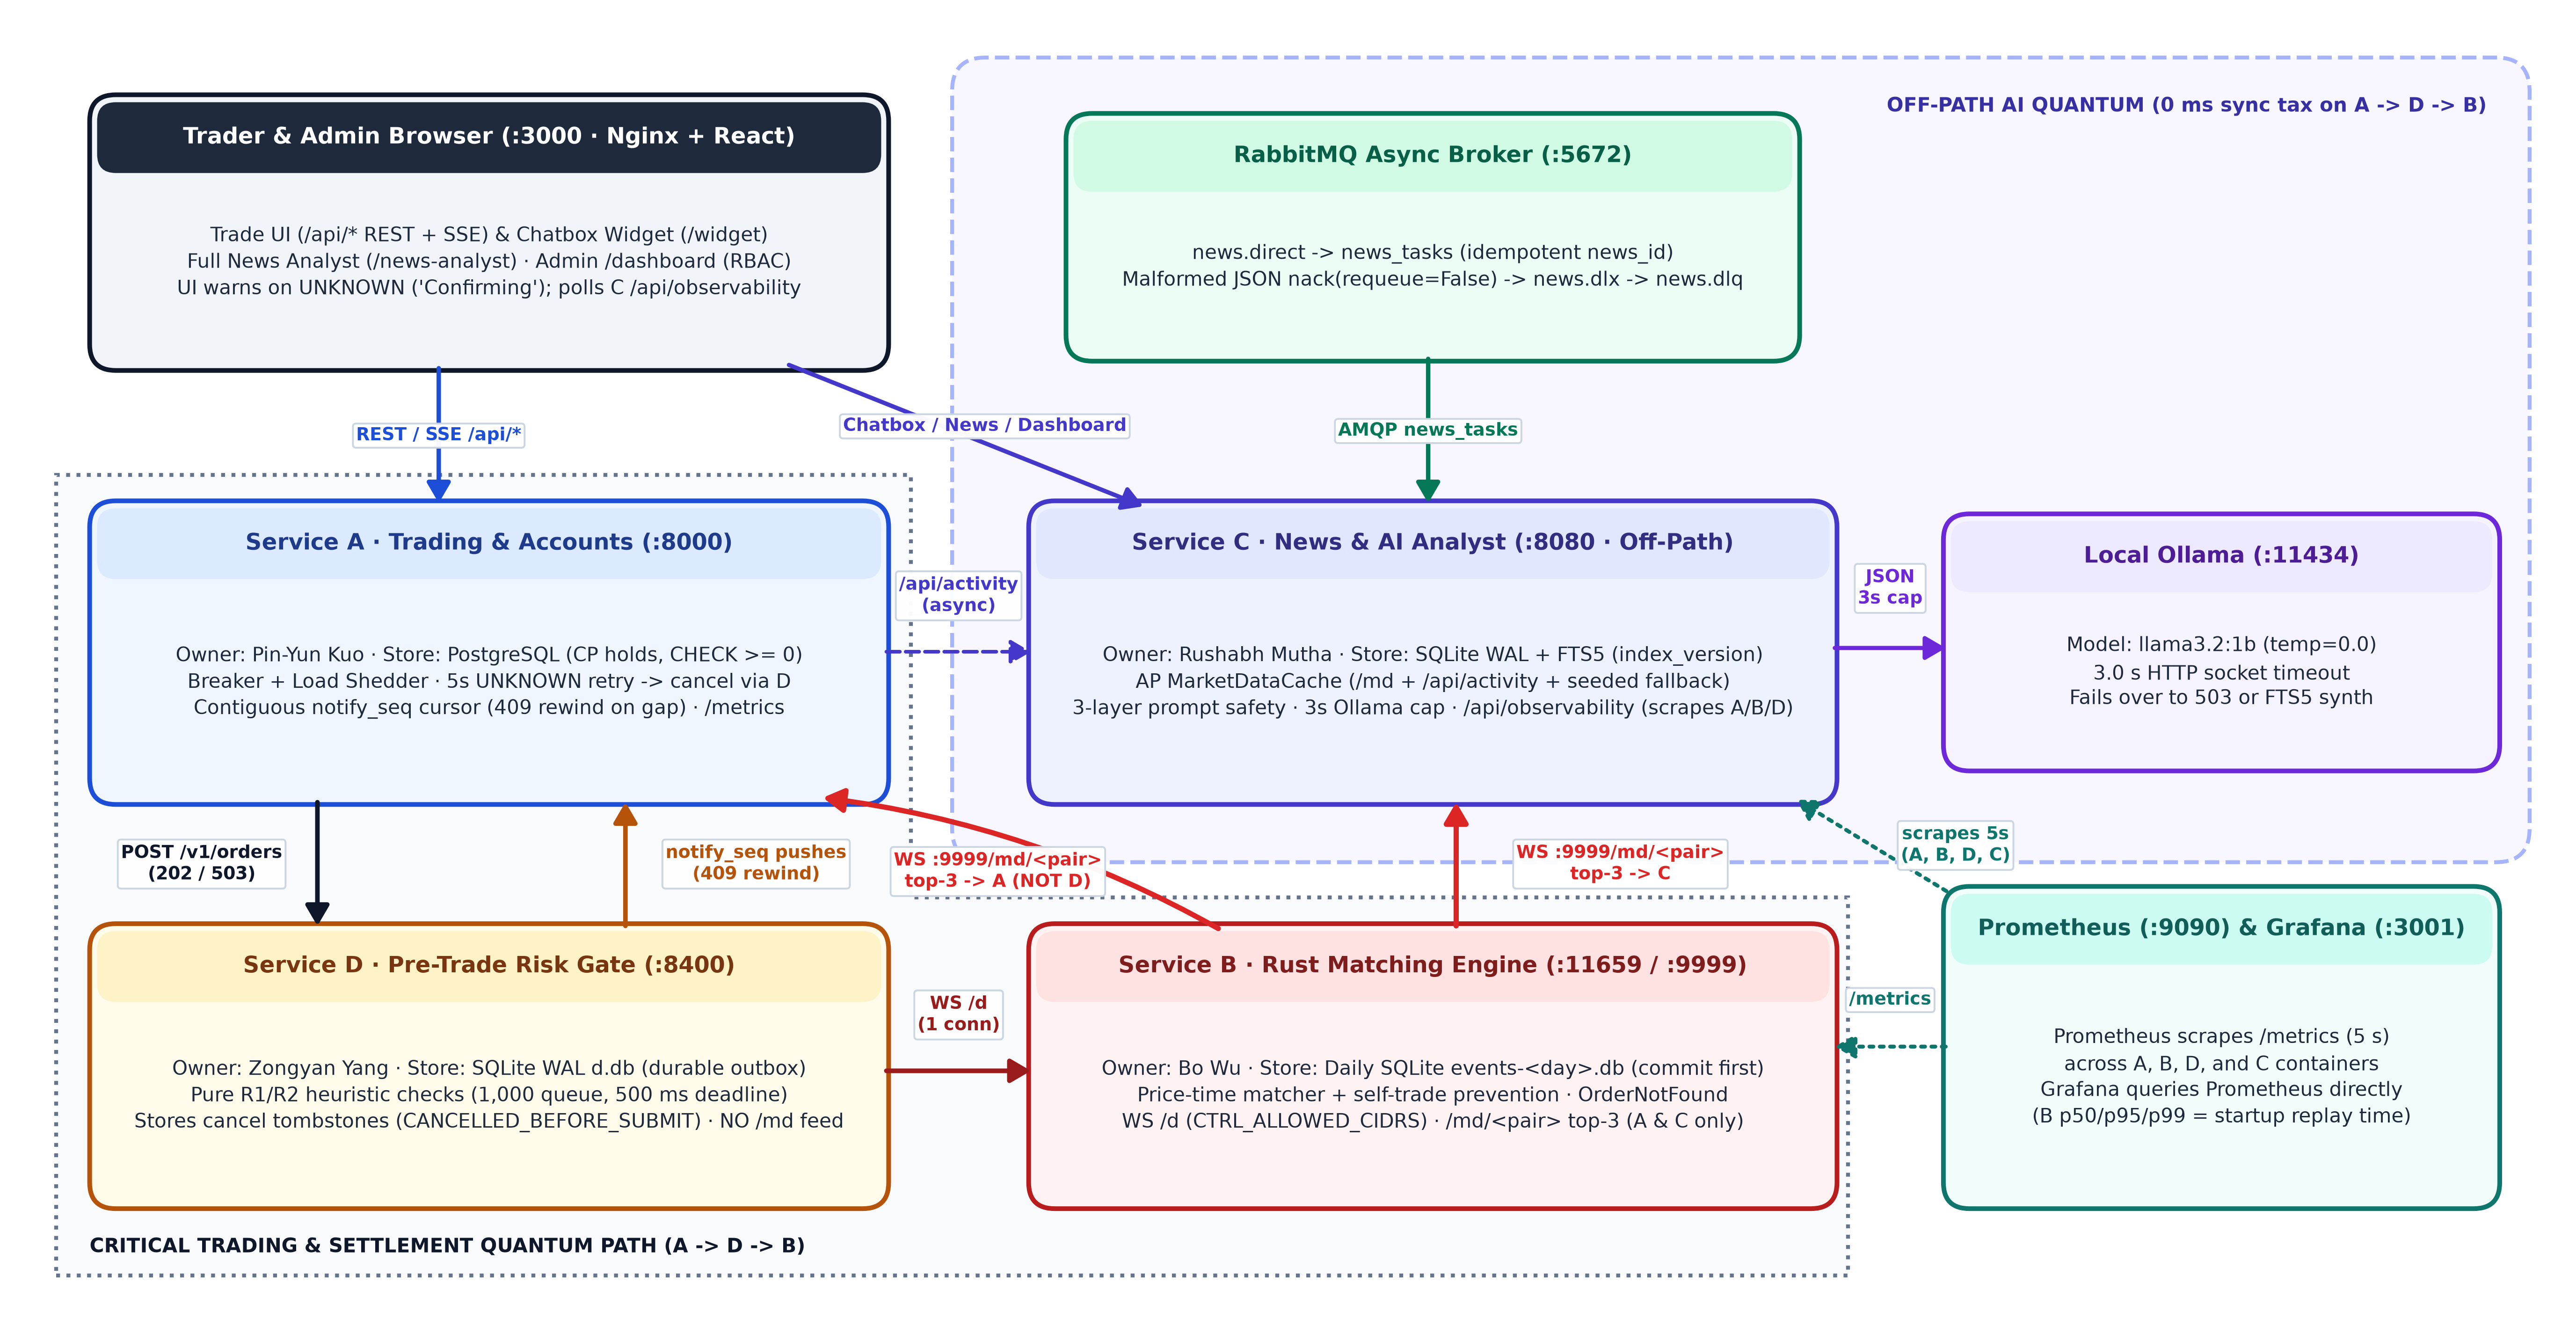 OFF-PATH AI QUANTUM (0 ms sync tax on A -> D -> B)
Trader & Admin Browser (:3000 · Nginx + React)
Trade UI (/api/* REST + SSE) & Chatbox Widget (/widget)
Full News Analyst (/news-analyst) · Admin /dashboard (RBAC)
UI warns on UNKNOWN ('Confirming'); polls C /api/observability
RabbitMQ Async Broker (:5672)
news.direct -> news_tasks (idempotent news_id)
Malformed JSON nack(requeue=False) -> news.dlx -> news.dlq
REST / SSE /api/*
Chatbox / News / Dashboard
AMQP news_tasks
Service A · Trading & Accounts (:8000)
Owner: Pin-Yun Kuo · Store: PostgreSQL (CP holds, CHECK >= 0)
Breaker + Load Shedder · 5s UNKNOWN retry -> cancel via D
Contiguous notify_seq cursor (409 rewind on gap) · /metrics
/api/activity
(async)
Service C · News & AI Analyst (:8080 · Off-Path)
Owner: Rushabh Mutha · Store: SQLite WAL + FTS5 (index_version)
AP MarketDataCache (/md + /api/activity + seeded fallback)
3-layer prompt safety · 3s Ollama cap · /api/observability (scrapes A/B/D)
JSON
3s cap
Local Ollama (:11434)
Model: llama3.2:1b (temp=0.0)
3.0 s HTTP socket timeout
Fails over to 503 or FTS5 synth
POST /v1/orders
(202 / 503)
notify_seq pushes
(409 rewind)
WS :9999/md/<pair>
top-3 -> A (NOT D)
WS :9999/md/<pair>
top-3 -> C
scrapes 5s
(A, B, D, C)
Service D · Pre-Trade Risk Gate (:8400)
Owner: Zongyan Yang · Store: SQLite WAL d.db (durable outbox)
Pure R1/R2 heuristic checks (1,000 queue, 500 ms deadline)
Stores cancel tombstones (CANCELLED_BEFORE_SUBMIT) · NO /md feed
WS /d
(1 conn)
Service B · Rust Matching Engine (:11659 / :9999)
Owner: Bo Wu · Store: Daily SQLite events-<day>.db (commit first)
Price-time matcher + self-trade prevention · OrderNotFound
WS /d (CTRL_ALLOWED_CIDRS) · /md/<pair> top-3 (A & C only)
/metrics
Prometheus (:9090) & Grafana (:3001)
Prometheus scrapes /metrics (5 s)
across A, B, D, and C containers
Grafana queries Prometheus directly
(B p50/p95/p99 = startup replay time)
CRITICAL TRADING & SETTLEMENT QUANTUM PATH (A -> D -> B)